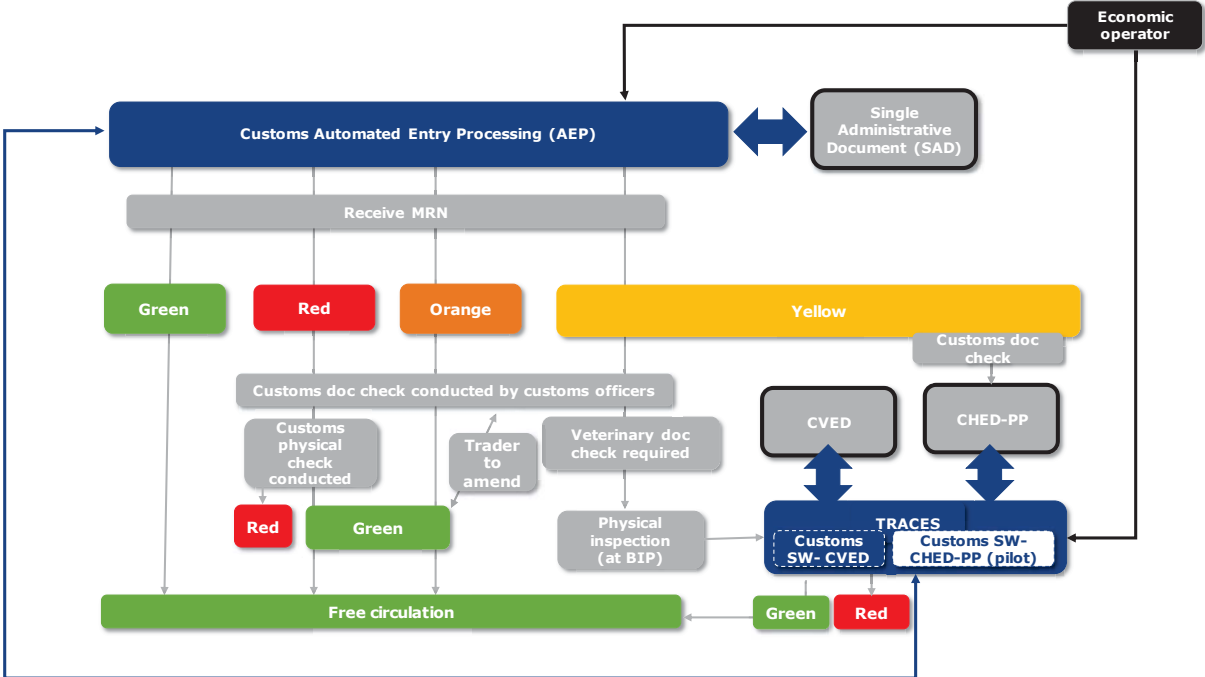 Economic
operator
Customs Automated Entry Processing (AEP)
Single
Administrative
Document (SAD)
Receive MRN
Green
Red
Orange
Yellow
Customs doc
check
Customs doc check conducted by customs officers
Customs
physical
check
conducted
Trader
to
amend
Veterinary doc
check required
CVED
CHED-PP
Red
Green
Physical
inspection
(at BIP)
TRACES
Customs
SW- CVED
Customs SW-
CHED-PP (pilot)
Free circulation
Green
Red